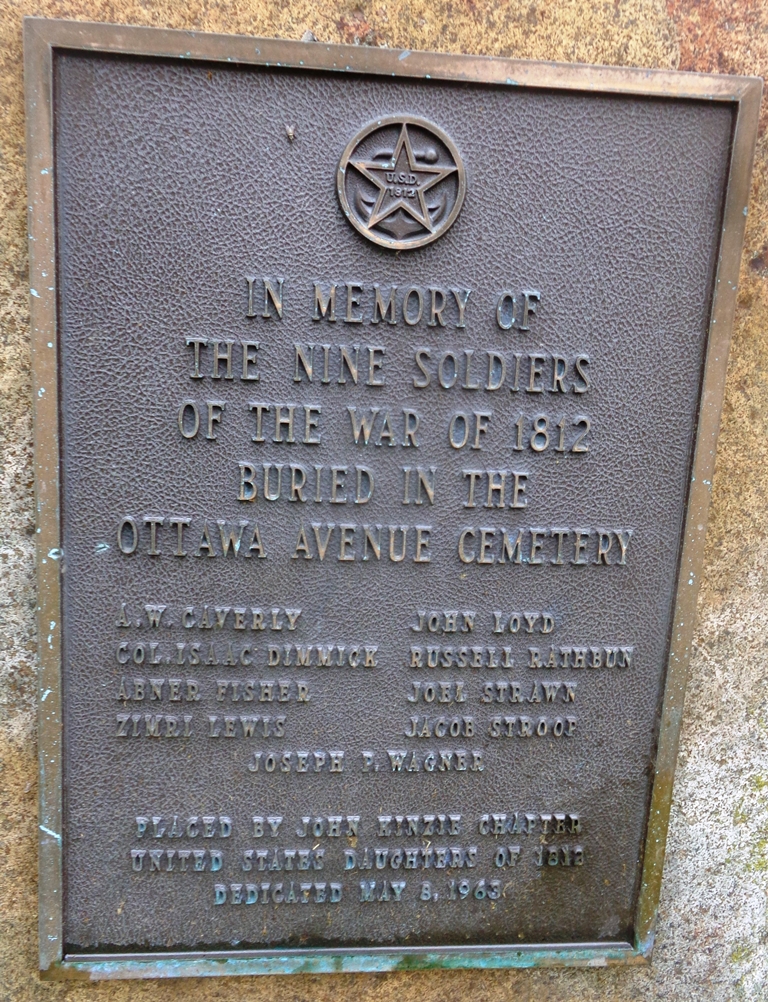 U.S.D.
1812
IN MEMORY OF
THE NINE SOLDIERS
OF THE WAR OF 1812
BURIED IN THE
OTTAWA AVENUE CEMETERY
A. W. CAVERLY JOHN LOYD
COL. ISAAC DIMMICK RUSSELL RATHBUN
ABNER FISHER JOEL STRAWN
ZIMRI LEWIS JACOB STROOP
JOSEPH P. WAGNER
PLACED BY JOHN KINZIE CHAPTER
UNITED STATES DAUGHTERS OF 1812
DEDICATED MAY 8, 1963